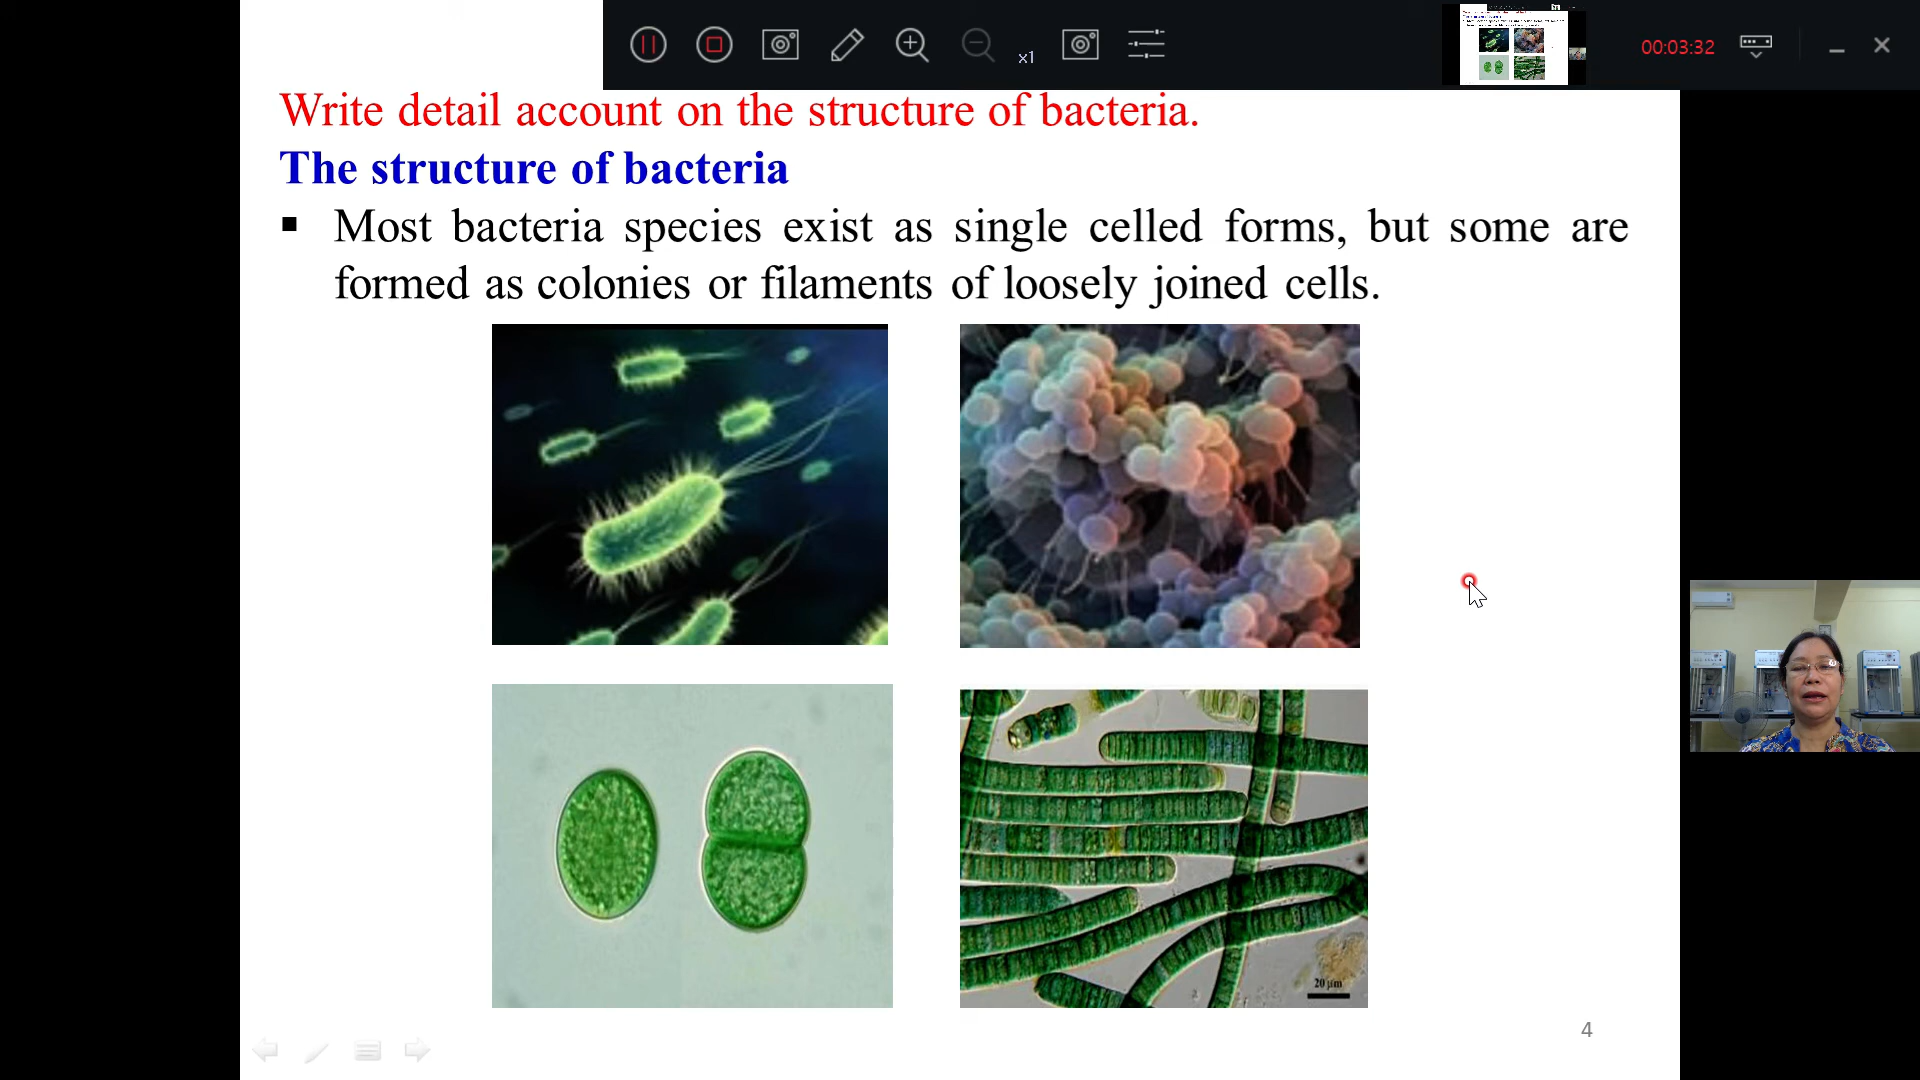 x1
00:03:32
Write detail account on the structure of bacteria.
The structure of bacteria
▪ Most bacteria species exist as single celled forms, but some are
formed as colonies or filaments of loosely joined cells.
20 µm
4